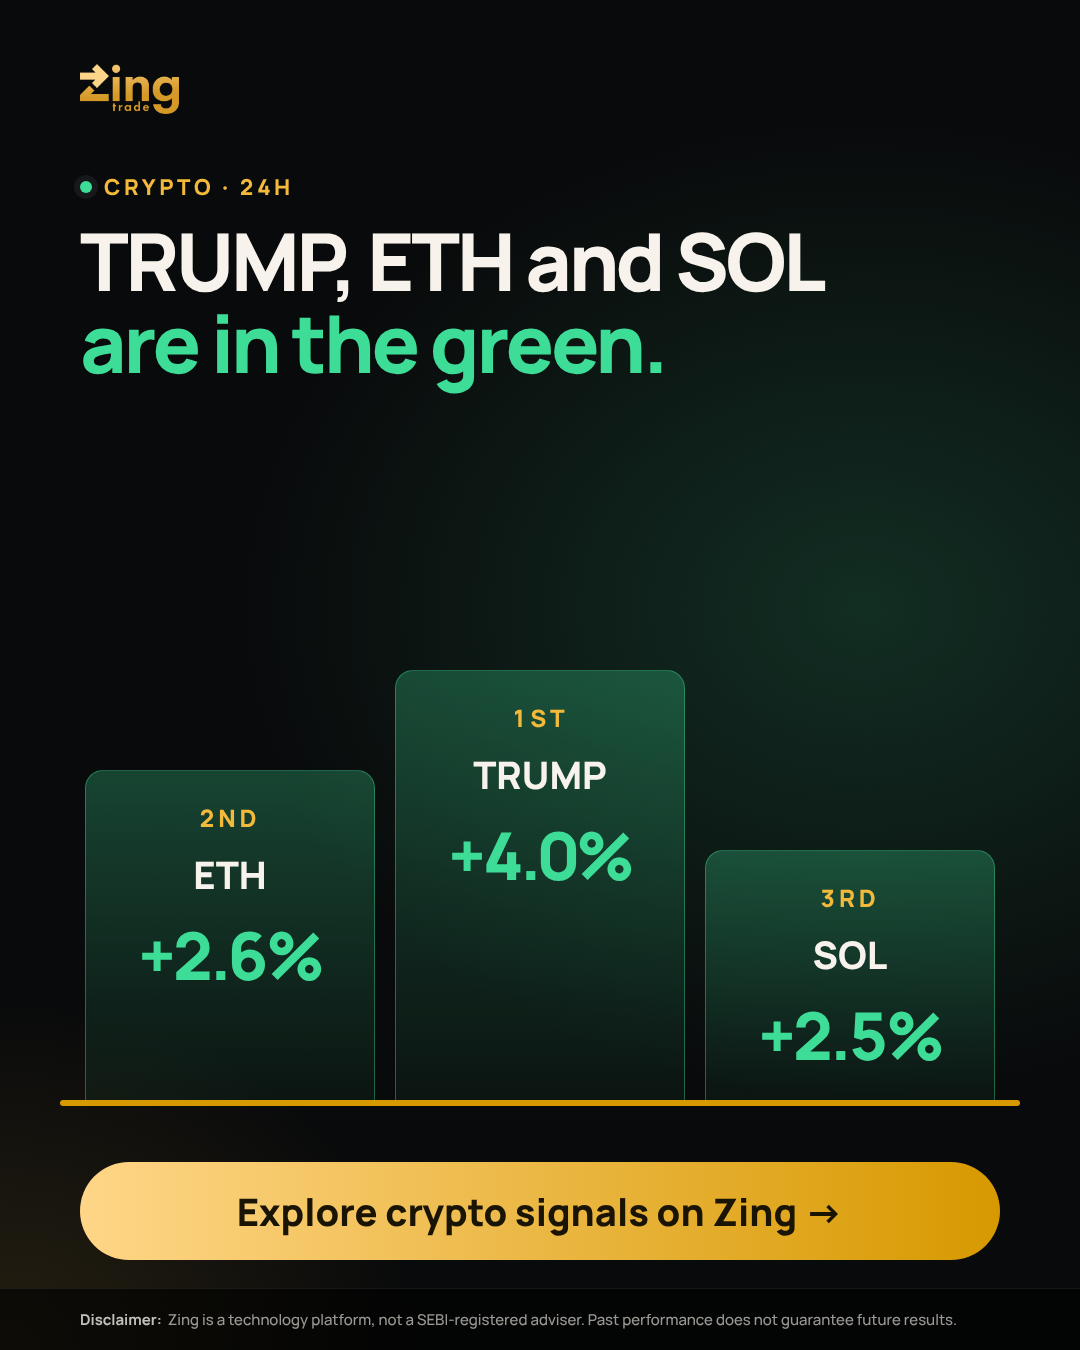 Zing
trade
CRYPTO · 24H
TRUMP, ETH and SOL
are in the green.
1ST
TRUMP
+4.0%
2ND
ETH
+2.6%
3RD
SOL
+2.5%
Explore crypto signals on Zing →
Disclaimer: Zing is a technology platform, not a SEBI-registered adviser. Past performance does not guarantee future results.